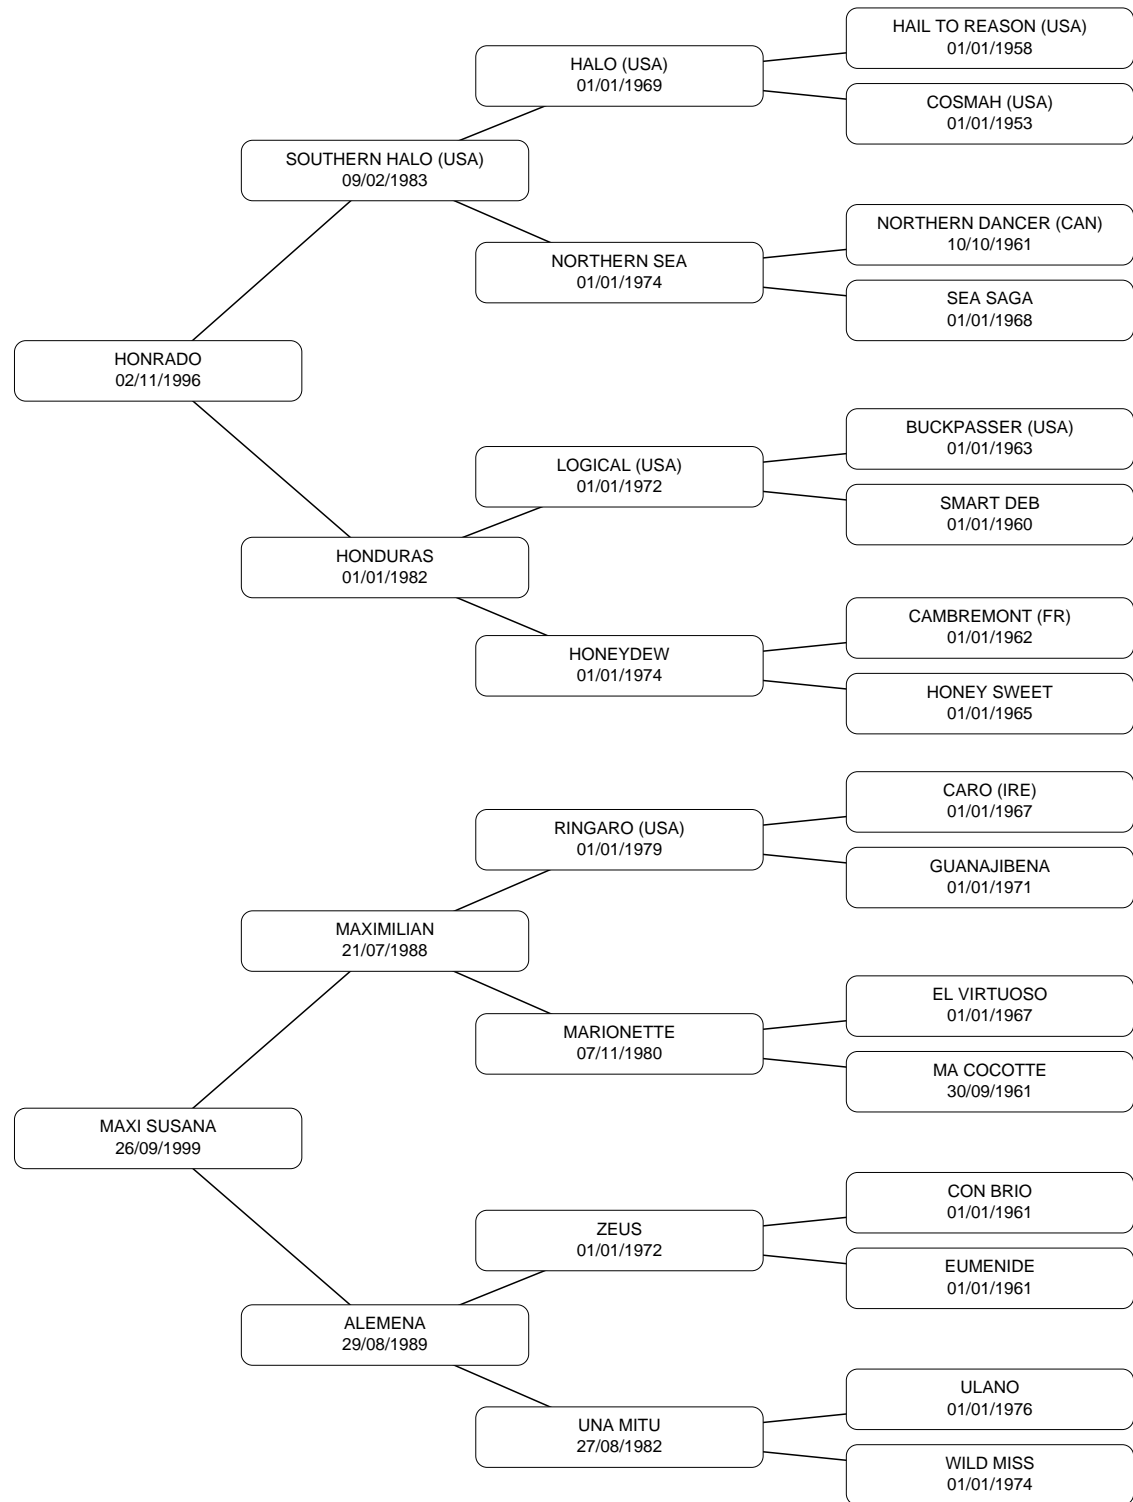 HAIL TO REASON (USA)
01/01/1958
HALO (USA)
01/01/1969
COSMAH (USA)
01/01/1953
SOUTHERN HALO (USA)
09/02/1983
NORTHERN DANCER (CAN)
10/10/1961
NORTHERN SEA
01/01/1974
SEA SAGA
01/01/1968
HONRADO
02/11/1996
BUCKPASSER (USA)
01/01/1963
LOGICAL (USA)
01/01/1972
SMART DEB
01/01/1960
HONDURAS
01/01/1982
CAMBREMONT (FR)
01/01/1962
HONEYDEW
01/01/1974
HONEY SWEET
01/01/1965
CARO (IRE)
01/01/1967
RINGARO (USA)
01/01/1979
GUANAJIBENA
01/01/1971
MAXIMILIAN
21/07/1988
EL VIRTUOSO
01/01/1967
MARIONETTE
07/11/1980
MA COCOTTE
30/09/1961
MAXI SUSANA
26/09/1999
CON BRIO
01/01/1961
ZEUS
01/01/1972
EUMENIDE
01/01/1961
ALEMENA
29/08/1989
ULANO
01/01/1976
UNA MITU
27/08/1982
WILD MISS
01/01/1974